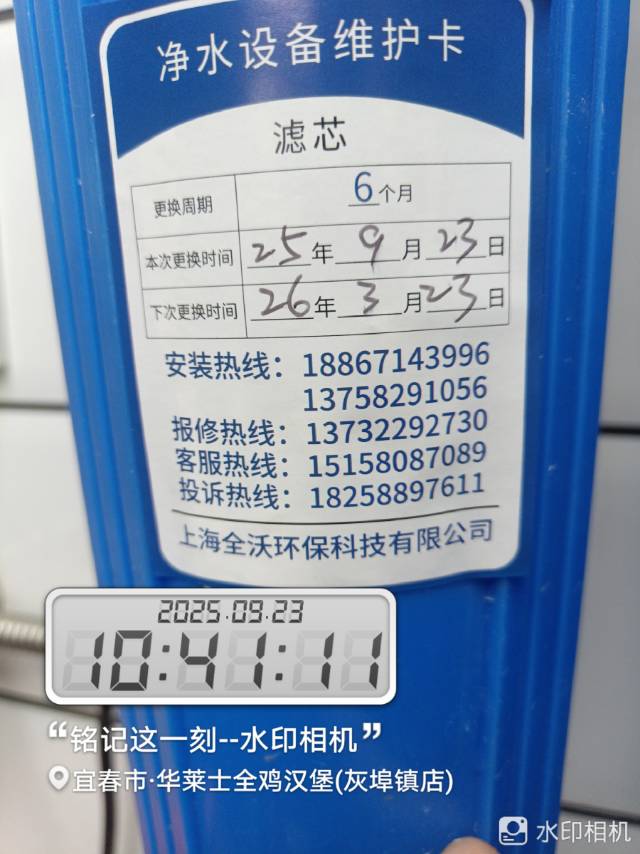 净水设备维护卡
滤芯
更换周期 6个月
本次更换时间 25年9月23日
下次更换时间 26年3月23日
安装热线：18867143996
13758291056
报修热线：13732292730
客服热线：15158087089
投诉热线：18258897611
上海全沃环保科技有限公司
2025.09.23
10:41:11
“铭记这一刻--水印相机”
宜春市·华莱士全鸡汉堡(灰埠镇店)
水印相机